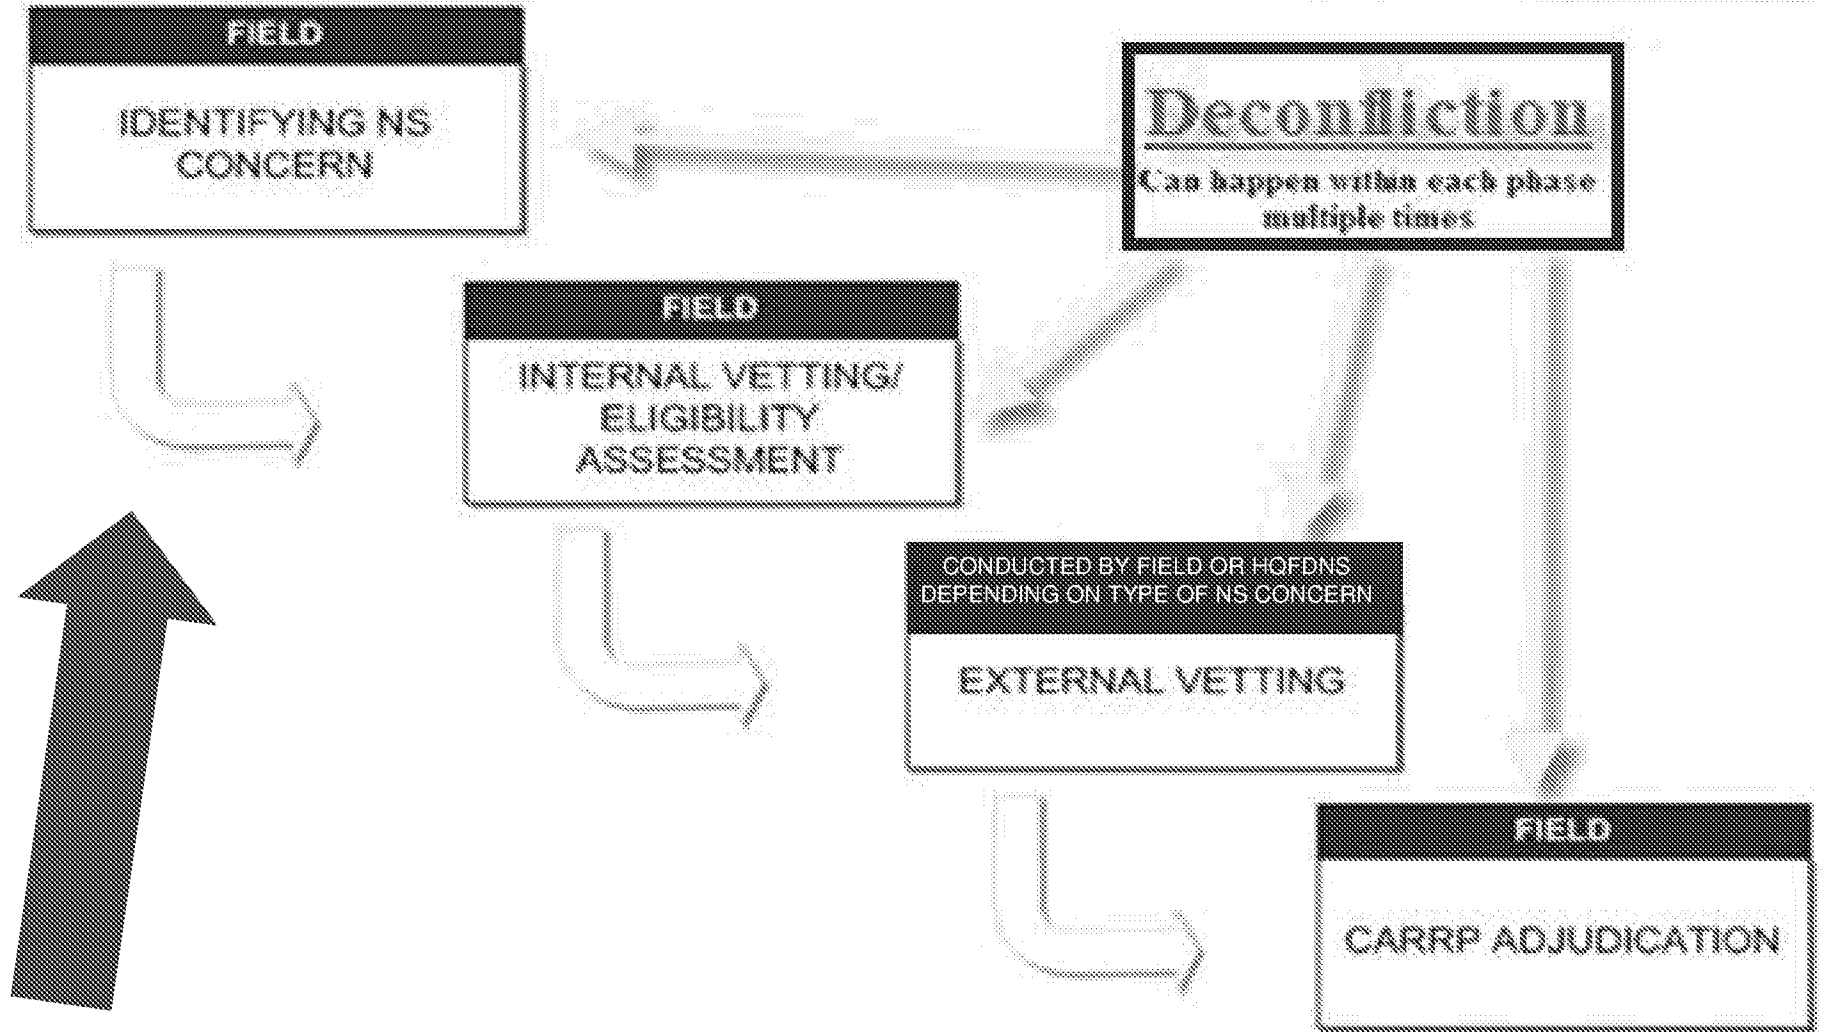 FIELD
IDENTIFYING NS
CONCERN
Deconfliction
Can happen within each phase
multiple times
FIELD
INTERNAL VETTING/
ELIGIBILITY
ASSESSMENT
CONDUCTED BY FIELD OR HQFDNS
DEPENDING ON TYPE OF NS CONCERN
EXTERNAL VETTING
FIELD
CARRP ADJUDICATION